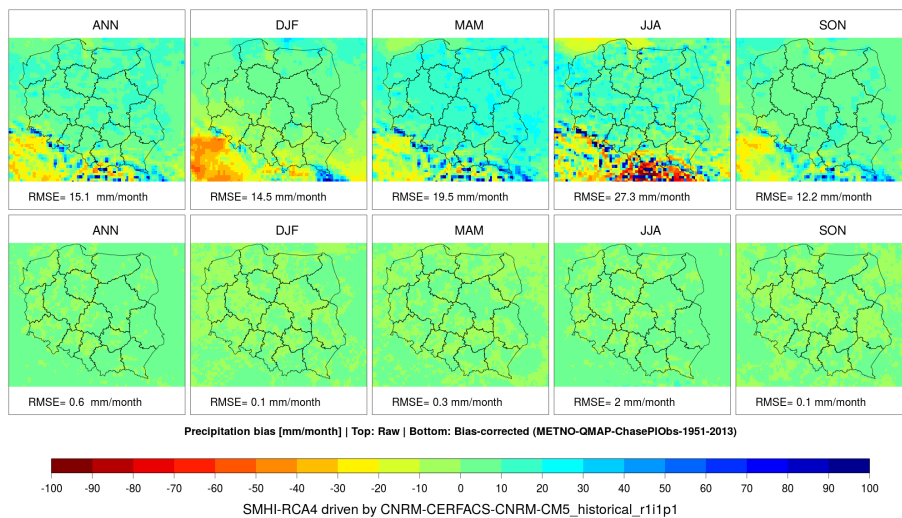 ANN DJF MAM JJA SON
RMSE= 15.1 mm/month RMSE= 14.5 mm/month RMSE= 19.5 mm/month RMSE= 27.3 mm/month RMSE= 12.2 mm/month
ANN DJF MAM JJA SON
RMSE= 0.6 mm/month RMSE= 0.1 mm/month RMSE= 0.3 mm/month RMSE= 2 mm/month RMSE= 0.1 mm/month
Precipitation bias [mm/month] | Top: Raw | Bottom: Bias-corrected (METNO-QMAP-ChasePlObs-1951-2013)
-100 -90 -80 -70 -60 -50 -40 -30 -20 -10 0 10 20 30 40 50 60 70 80 90 100
SMHI-RCA4 driven by CNRM-CERFACS-CNRM-CM5_historical_r1i1p1